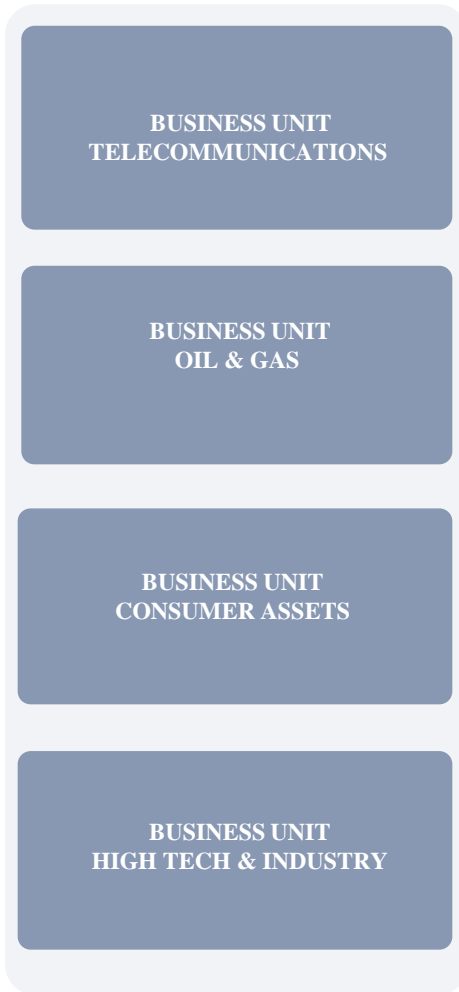 BUSINESS UNIT
TELECOMMUNICATIONS
BUSINESS UNIT
OIL & GAS
BUSINESS UNIT
CONSUMER ASSETS
BUSINESS UNIT
HIGH TECH & INDUSTRY